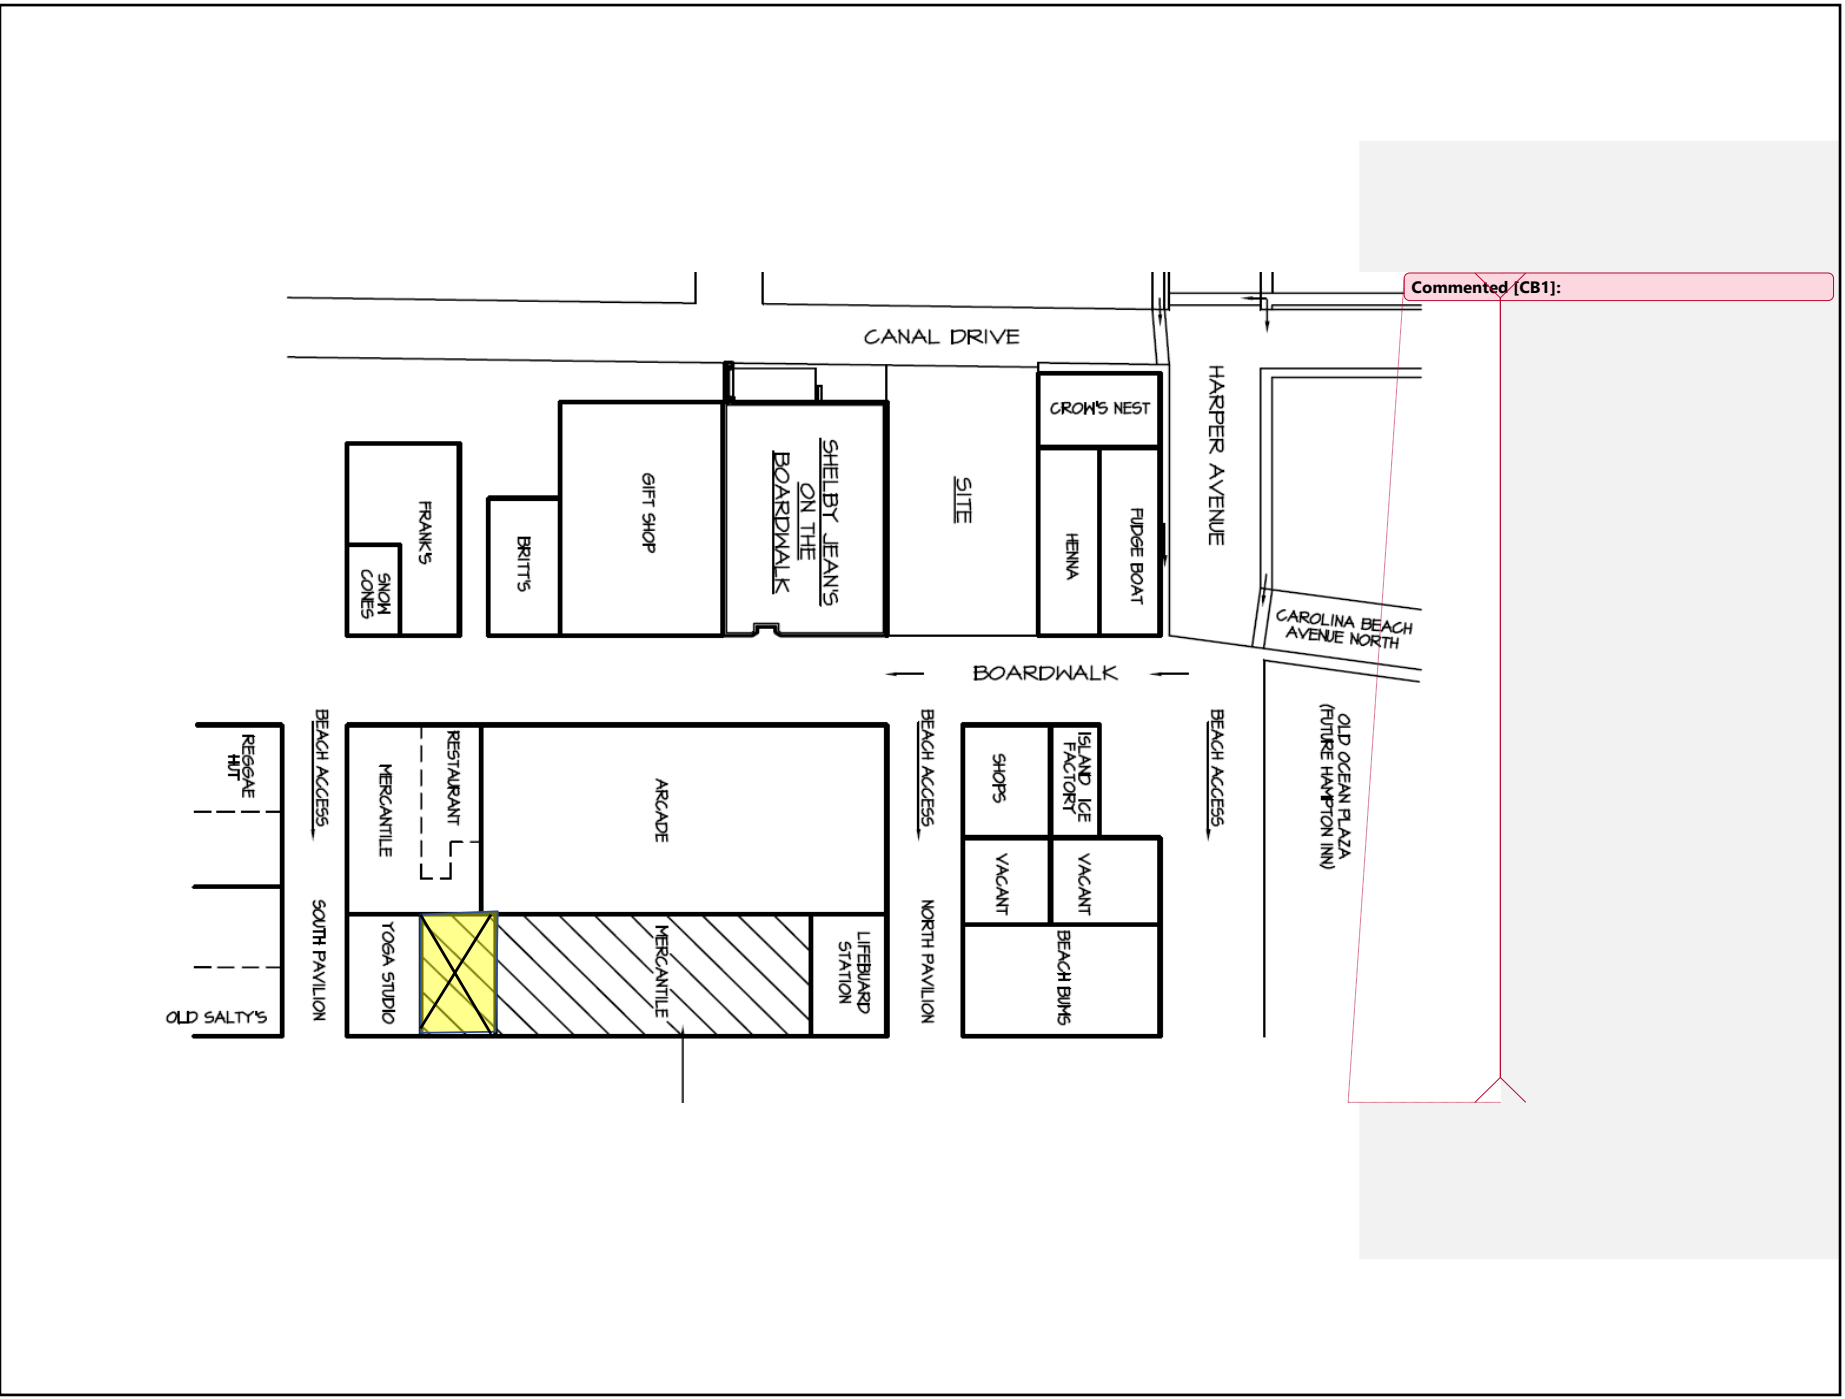 Commented [CB1]:
CANAL DRIVE
HARPER AVENUE
CROW'S NEST
SHELBY JEAN'S
ON THE
BOARDWALK
GIFT SHOP
SITE
FRANK'S
SNOW
CONES
BRITT'S
HENNA
FUDGE BOAT
CAROLINA BEACH
AVENUE NORTH
BOARDWALK
BEACH ACCESS
BEACH ACCESS
BEACH ACCESS
REGGAE
HUT
MERCANTILE
RESTAURANT
ARCADE
SHOPS
ISLAND ICE
FACTORY
OLD OCEAN PLAZA
(FUTURE HAMPTON INN)
VACANT
VACANT
SOUTH PAVILION
YOGA STUDIO
MERCANTILE
LIFEBUARD
STATION
NORTH PAVILION
BEACH BUMS
OLD SALTY'S